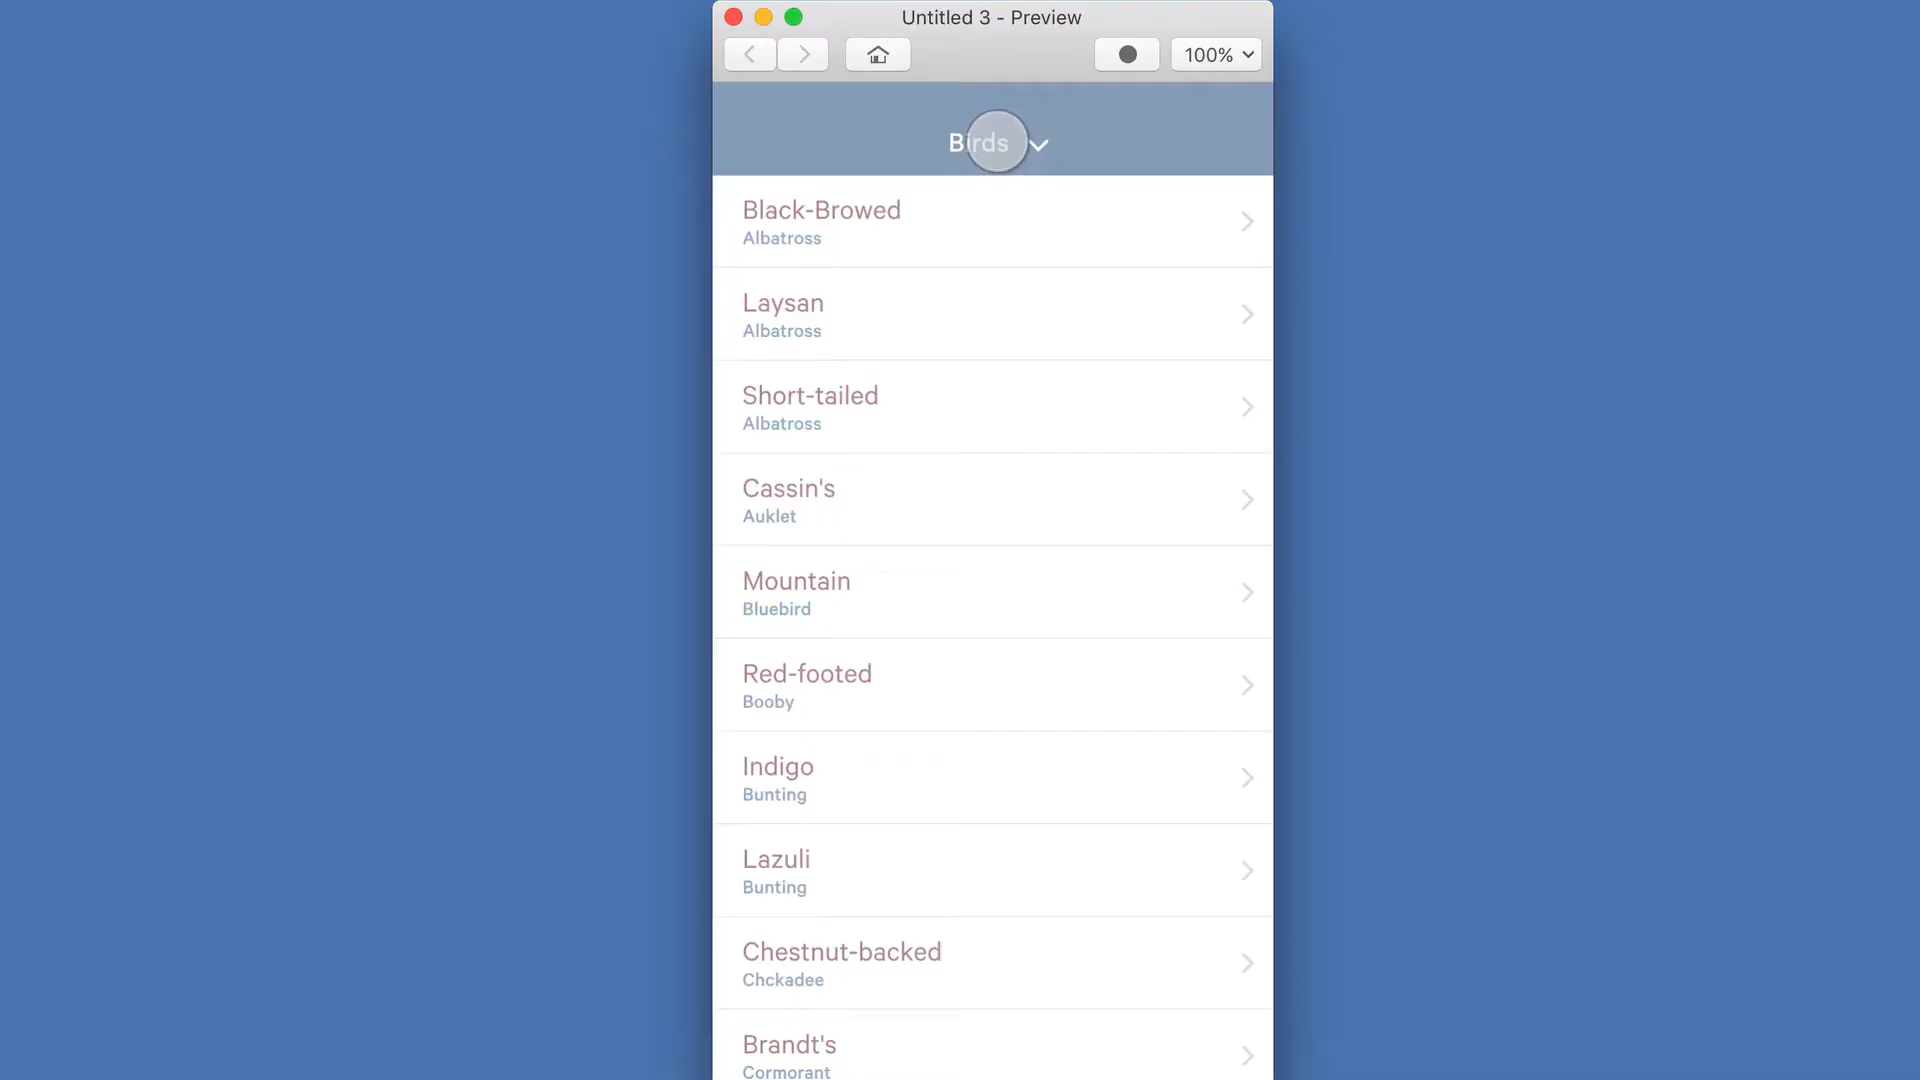 Untitled 3 - Preview
100%
Birds
Black-Browed
Albatross
Laysan
Albatross
Short-tailed
Albatross
Cassin's
Auklet
Mountain
Bluebird
Red-footed
Booby
Indigo
Bunting
Lazuli
Bunting
Chestnut-backed
Chckadee
Brandt's
Cormorant